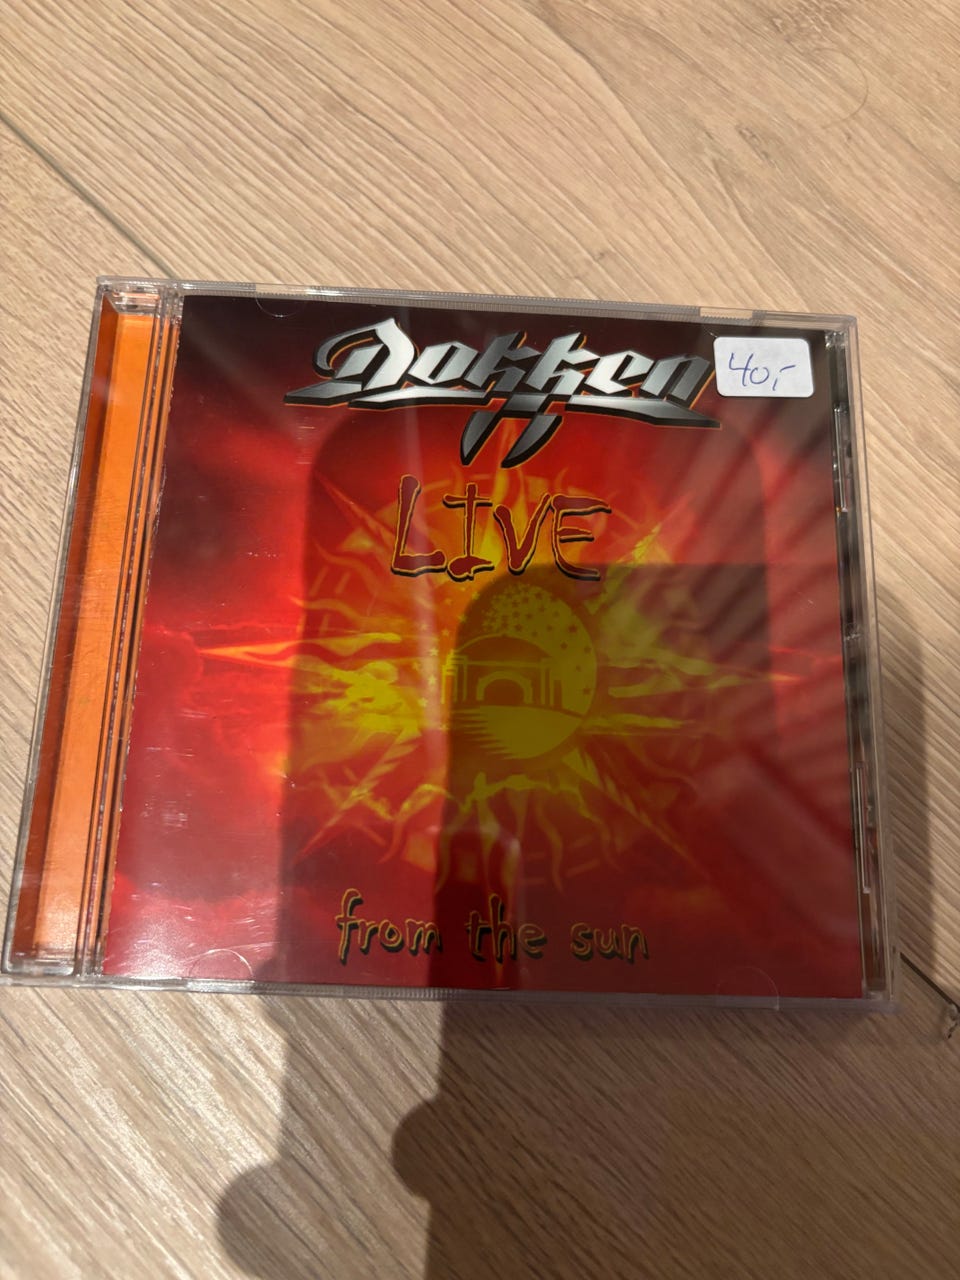 Dokken
40,-
LIVE
from the sun